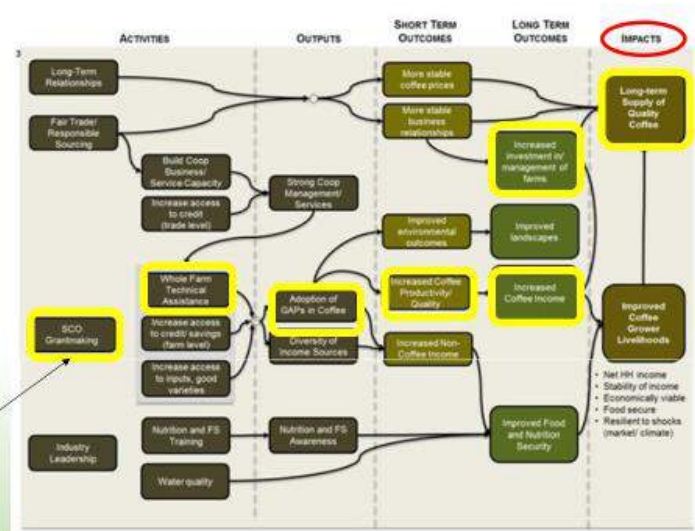 SHORT TERM
OUTCOMES
LONG TERM
OUTCOMES
ACTIVITIES
OUTPUTS
IMPACTS
3
Long-Term
Relationships
Fair Trade/
Responsible
Sourcing
Build Coop
Business/
Service Capacity
Increase access
to credit
(trade level)
Strong Coop
Management/
Services
More stable
coffee prices
More stable
business
relationships
Increased
investment in/
management of
farms
Long-term
Supply of
Quality
Coffee
Improved
environmental
outcomes
Improved
landscapes
Whole Farm
Technical
Assistance
SCO
Grantmaking
Increase access
to credit/ savings
(farm level)
Increase access
to inputs, good
varieties
Adoption of
GAPs in Coffee
Diversity of
Income Sources
Increased Coffee
Productivity/
Quality
Increased Non-
Coffee Income
Increased
Coffee Income
Improved
Coffee
Grower
Livelihoods
• Net HH income
• Stability of income
• Economically viable
• Food secure
• Resilient to shocks
(market/ climate)
Industry
Leadership
Nutrition and FS
Training
Nutrition and FS
Awareness
Water quality
Improved Food
and Nutrition
Security